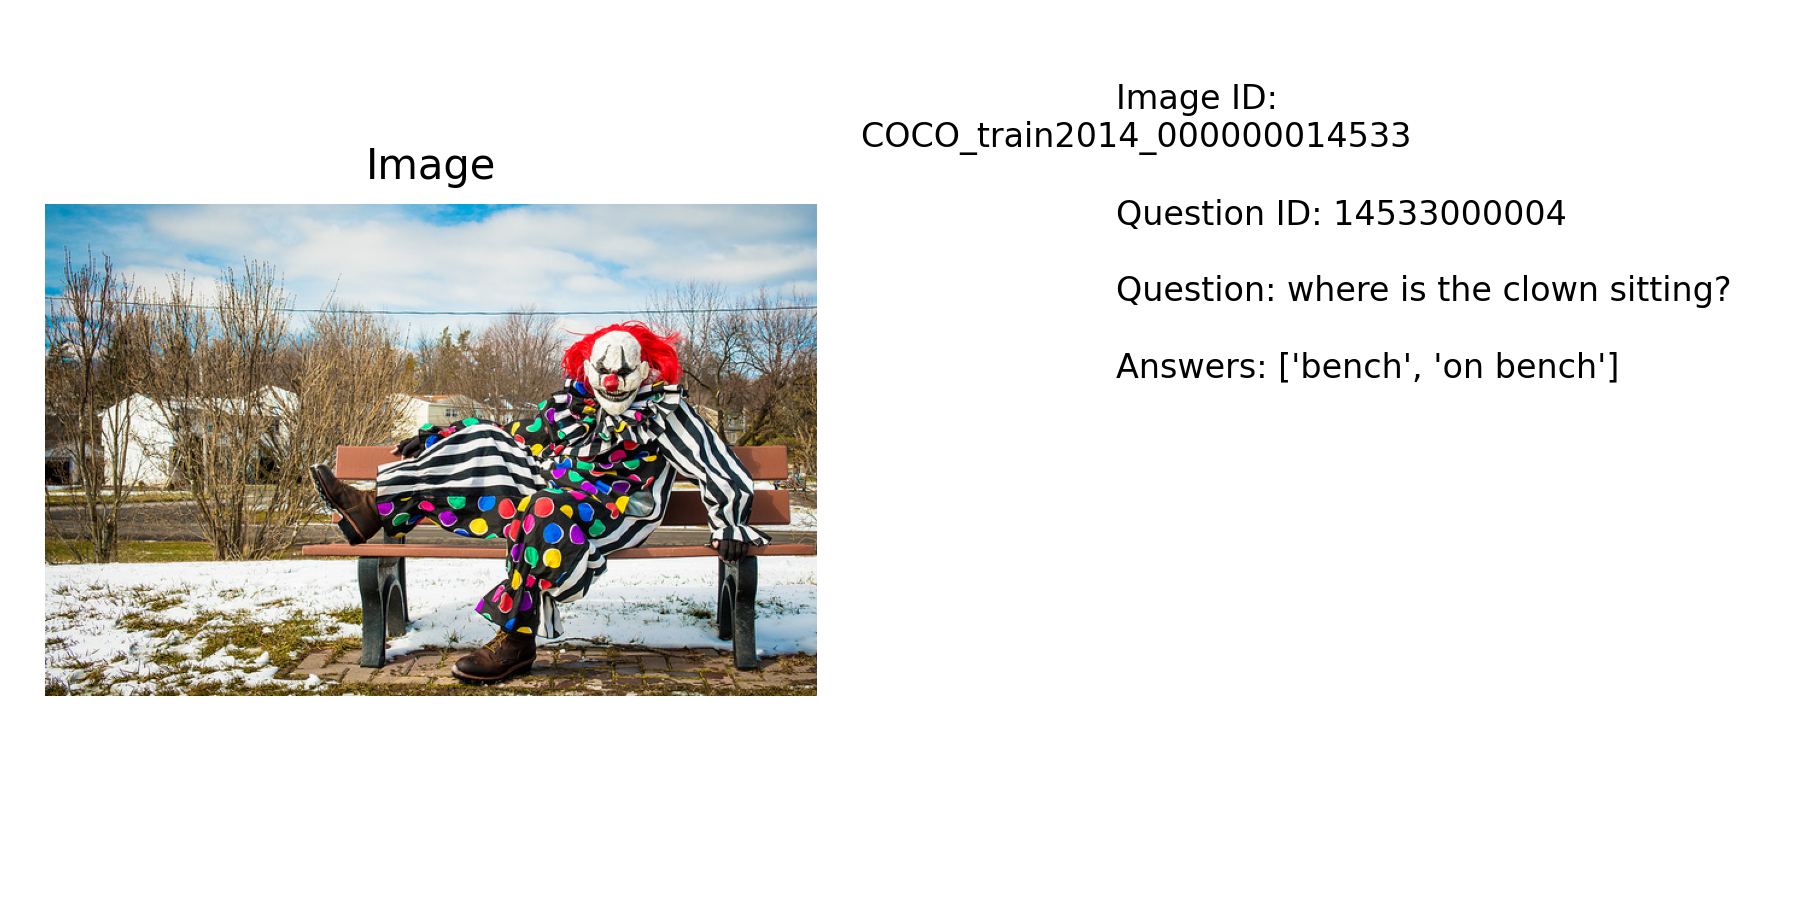 Image
Image ID:
COCO_train2014_000000014533
Question ID: 14533000004
Question: where is the clown sitting?
Answers: ['bench', 'on bench']